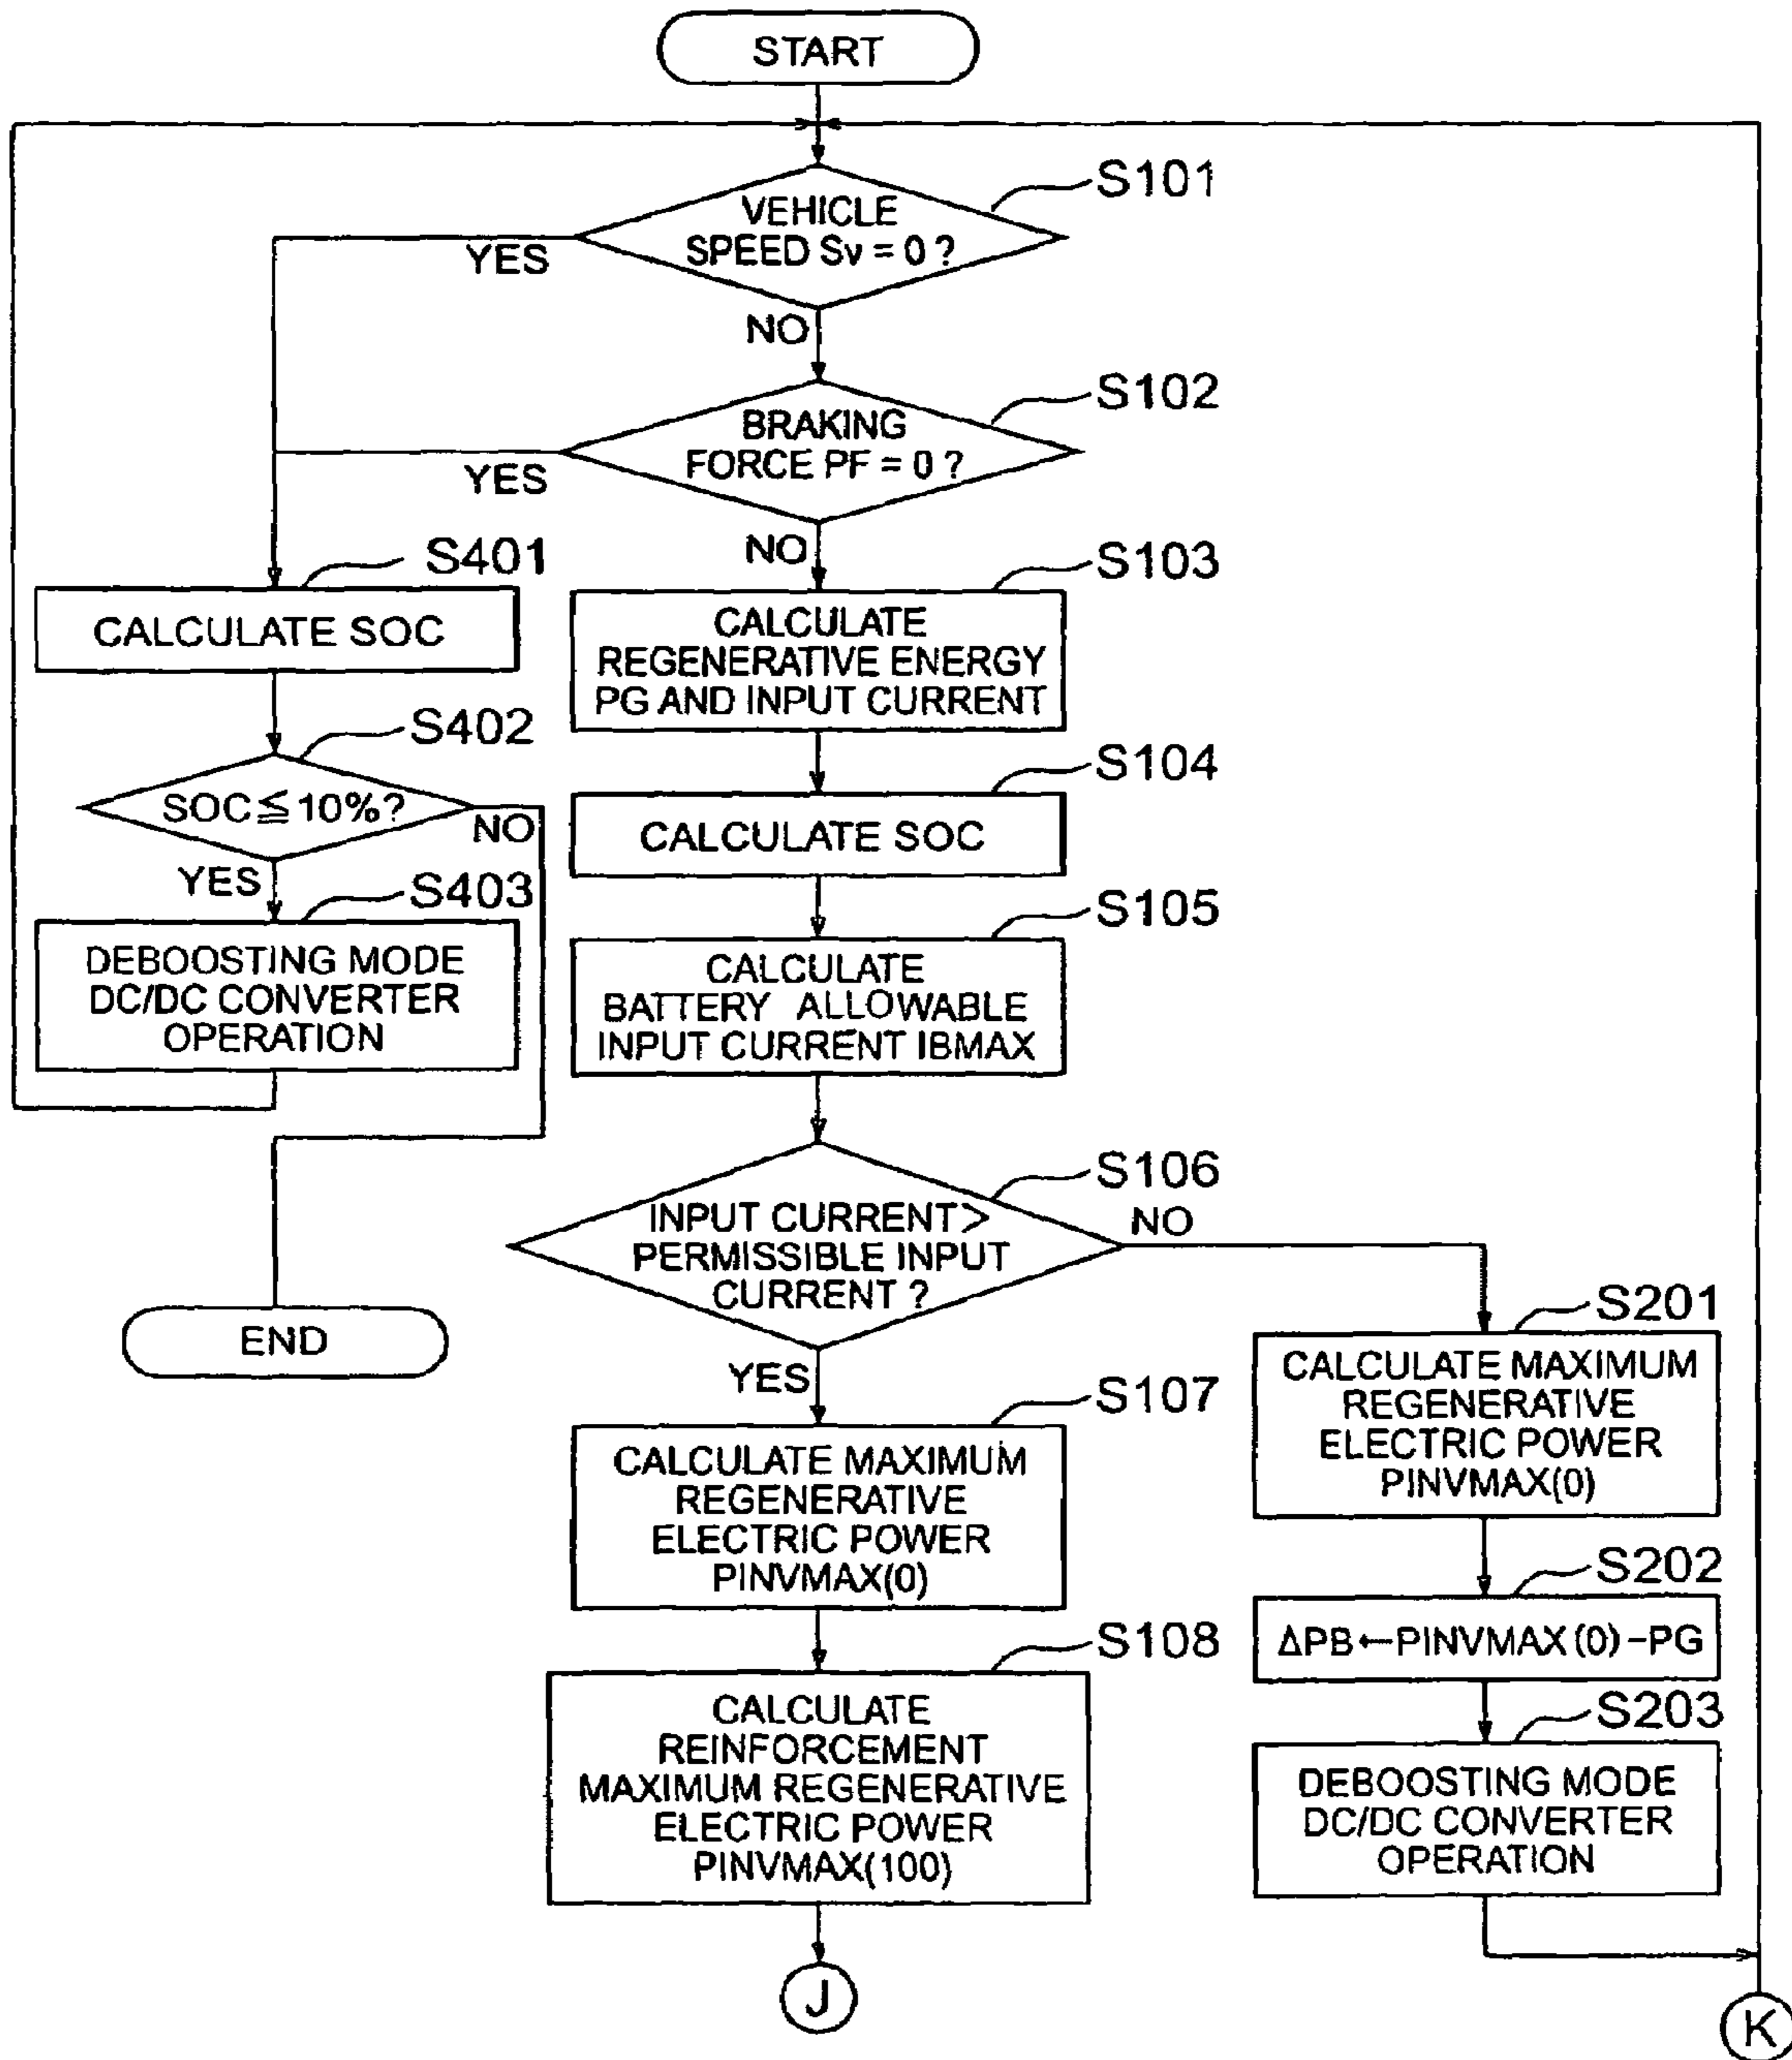 START
S101
VEHICLE
SPEED Sv = 0 ?
YES
NO
S102
BRAKING
FORCE PF = 0 ?
YES
NO
S401
CALCULATE SOC
S402
SOC ≦ 10%?
NO
YES
S403
DEBOOSTING MODE
DC/DC CONVERTER
OPERATION
END
S103
CALCULATE
REGENERATIVE ENERGY
PG AND INPUT CURRENT
S104
CALCULATE SOC
S105
CALCULATE
BATTERY ALLOWABLE
INPUT CURRENT IBMAX
S106
INPUT CURRENT >
PERMISSIBLE INPUT
CURRENT ?
NO
YES
S107
CALCULATE MAXIMUM
REGENERATIVE
ELECTRIC POWER
PINVMAX(0)
S108
CALCULATE
REINFORCEMENT
MAXIMUM REGENERATIVE
ELECTRIC POWER
PINVMAX(100)
J
S201
CALCULATE MAXIMUM
REGENERATIVE
ELECTRIC POWER
PINVMAX(0)
S202
ΔPB ← PINVMAX (0) – PG
S203
DEBOOSTING MODE
DC/DC CONVERTER
OPERATION
K